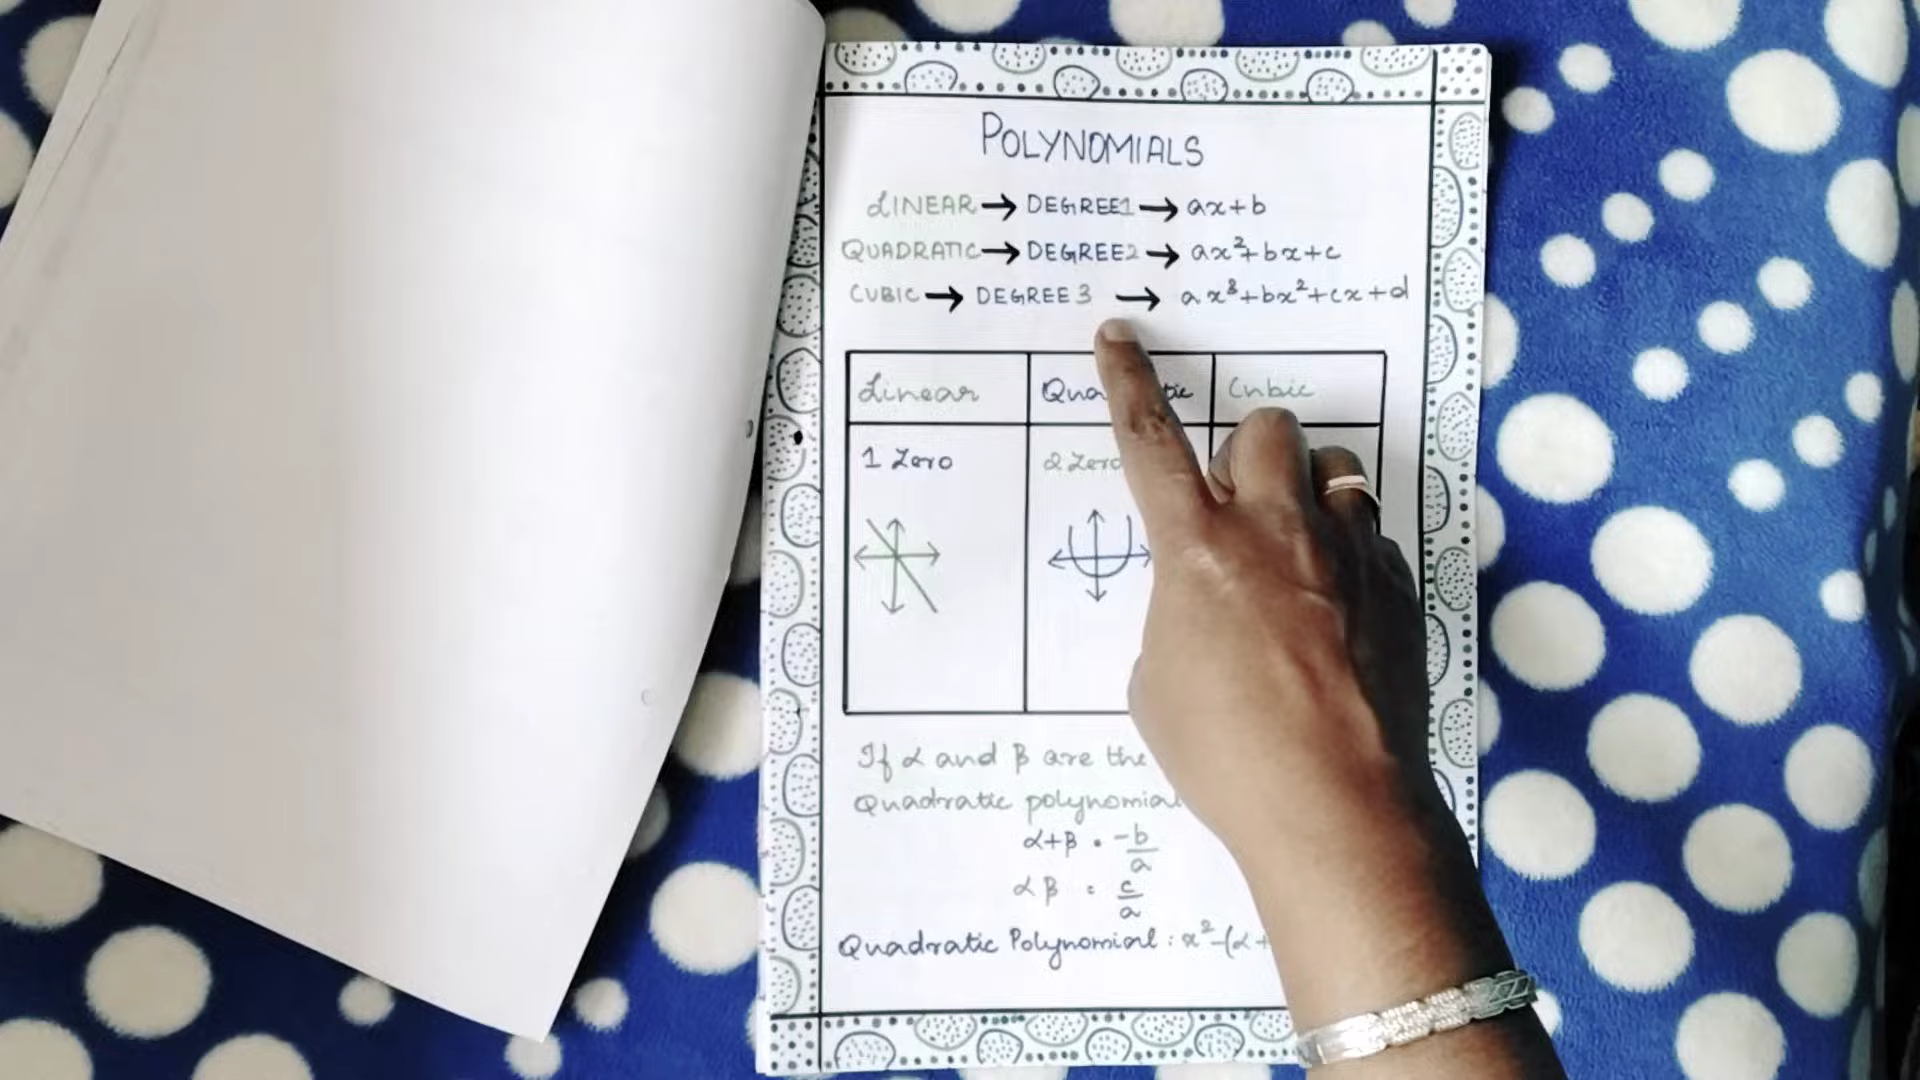 POLYNOMIALS
LINEAR → DEGREE1 → ax+b
QUADRATIC → DEGREE2 → ax²+bx+c
CUBIC → DEGREE 3 → ax³+bx²+cx+d
Linear Cubic
1 Zero 2
If α and β are the
Quadratic polynomial
α+β = -b/a
αβ = c/a
Quadratic Polynomial : x²-(α+